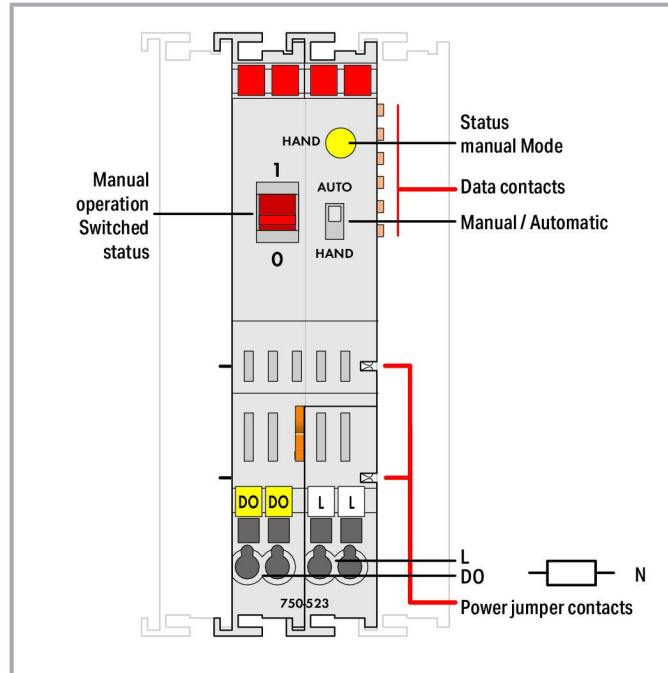 HAND
Status
manual Mode
1
AUTO
Data contacts
Manual
operation
Switched
status
Manual / Automatic
0
HAND
DO DO L L
L
DO
N
750-523
Power jumper contacts